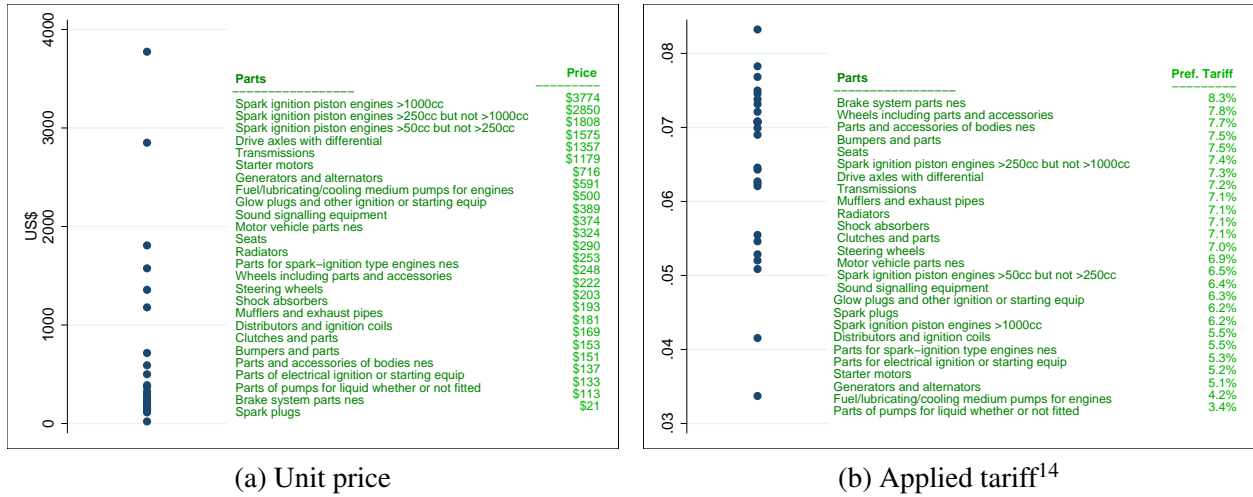 4000
3000
2000
1000
0
US$
Parts Price
Spark ignition piston engines >1000cc $3774
Spark ignition piston engines >250cc but not >1000cc $2850
Spark ignition piston engines >50cc but not >250cc $1808
Drive axles with differential $1575
Transmissions $1357
Starter motors $1179
Generators and alternators $716
Fuel/lubricating/cooling medium pumps for engines $591
Glow plugs and other ignition or starting equip $500
Sound signalling equipment $389
Motor vehicle parts nes $374
Seats $324
Radiators $290
Parts for spark−ignition type engines nes $253
Wheels including parts and accessories $248
Steering wheels $222
Shock absorbers $203
Mufflers and exhaust pipes $193
Distributors and ignition coils $181
Clutches and parts $169
Bumpers and parts $153
Parts and accessories of bodies nes $151
Parts of electrical ignition or starting equip $137
Parts of pumps for liquid whether or not fitted $133
Brake system parts nes $113
Spark plugs $21
(a) Unit price
.08
.07
.06
.05
.04
.03
Parts Pref. Tariff
Brake system parts nes 8.3%
Wheels including parts and accessories 7.8%
Parts and accessories of bodies nes 7.7%
Bumpers and parts 7.5%
Seats 7.5%
Spark ignition piston engines >250cc but not >1000cc 7.4%
Drive axles with differential 7.3%
Transmissions 7.2%
Mufflers and exhaust pipes 7.1%
Radiators 7.1%
Shock absorbers 7.1%
Clutches and parts 7.1%
Steering wheels 7.0%
Motor vehicle parts nes 6.9%
Spark ignition piston engines >50cc but not >250cc 6.5%
Sound signalling equipment 6.4%
Glow plugs and other ignition or starting equip 6.3%
Spark plugs 6.2%
Spark ignition piston engines >1000cc 6.2%
Distributors and ignition coils 5.5%
Parts for spark−ignition type engines nes 5.5%
Parts for electrical ignition or starting equip 5.3%
Starter motors 5.2%
Generators and alternators 5.1%
Fuel/lubricating/cooling medium pumps for engines 4.2%
Parts of pumps for liquid whether or not fitted 3.4%
(b) Applied tariff14